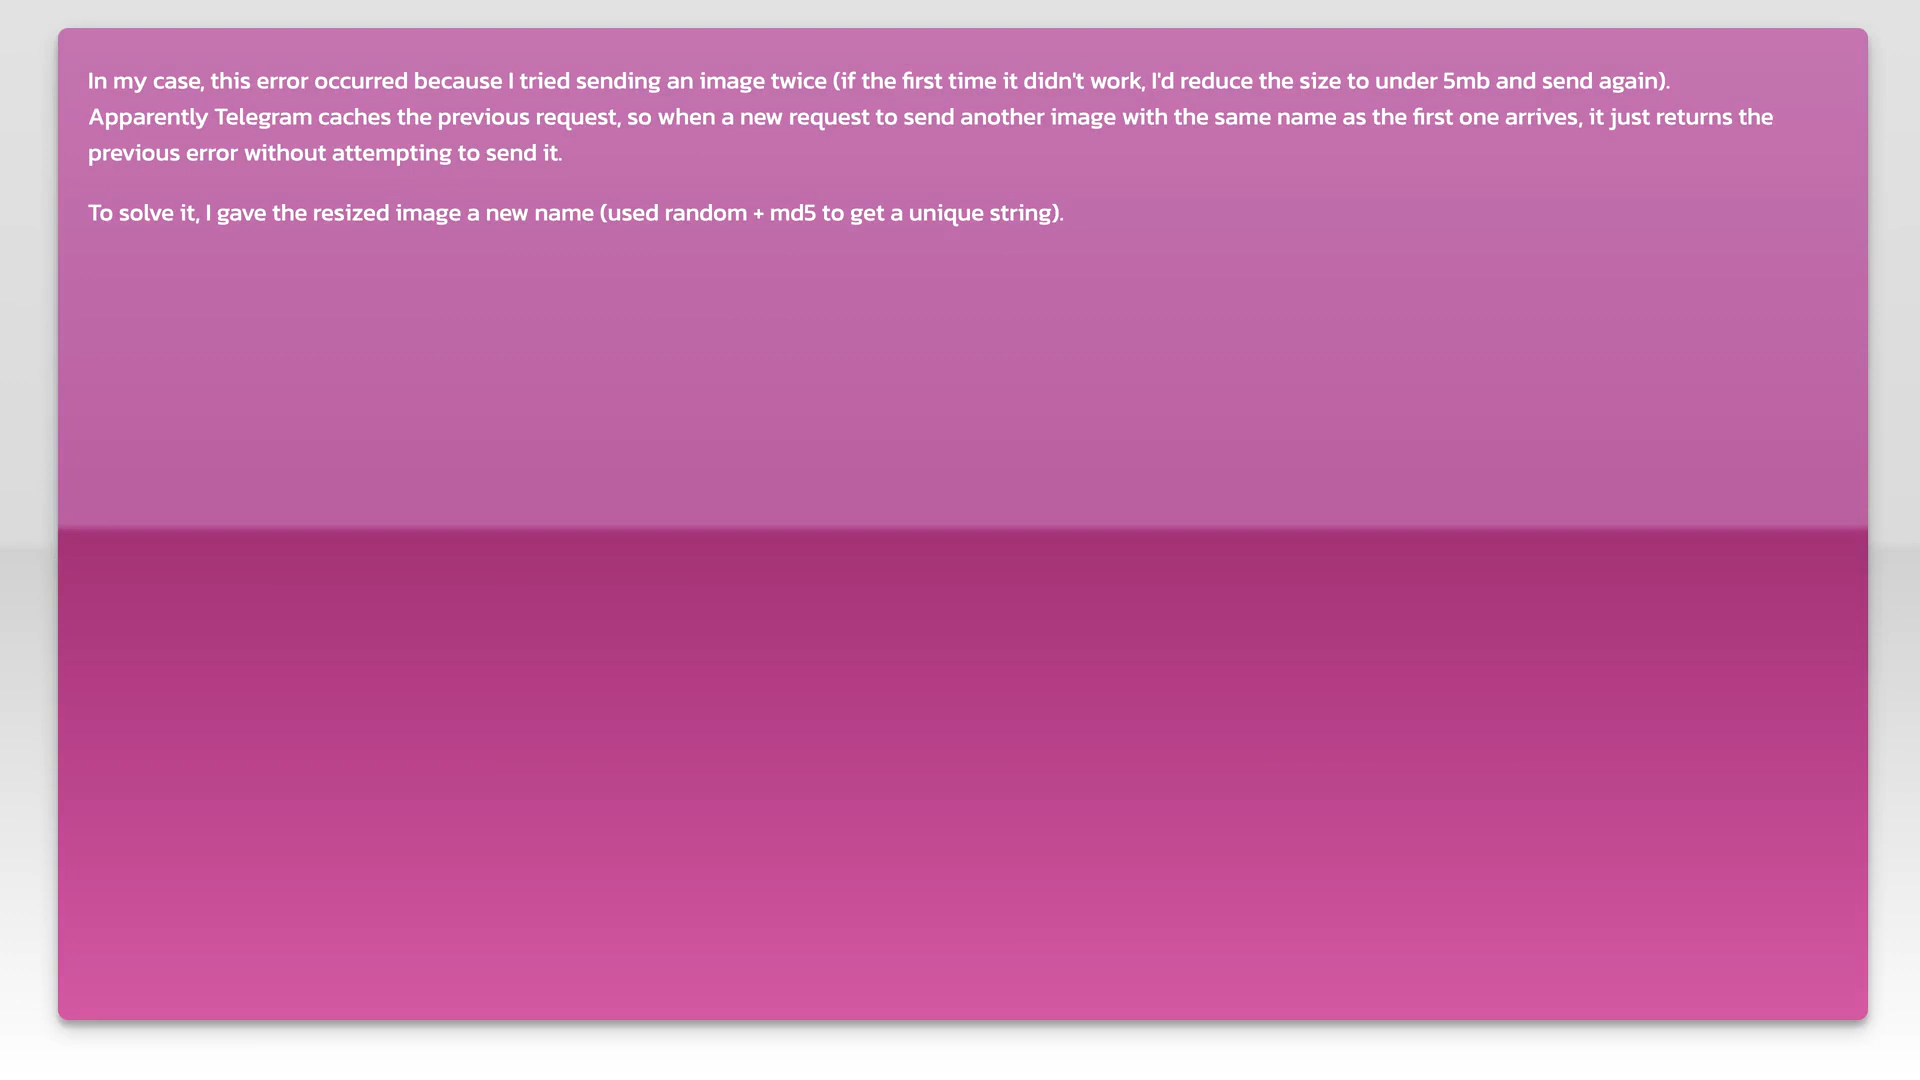 In my case, this error occurred because I tried sending an image twice (if the first time it didn't work, I'd reduce the size to under 5mb and send again).
Apparently Telegram caches the previous request, so when a new request to send another image with the same name as the first one arrives, it just returns the
previous error without attempting to send it.
To solve it, I gave the resized image a new name (used random + md5 to get a unique string).